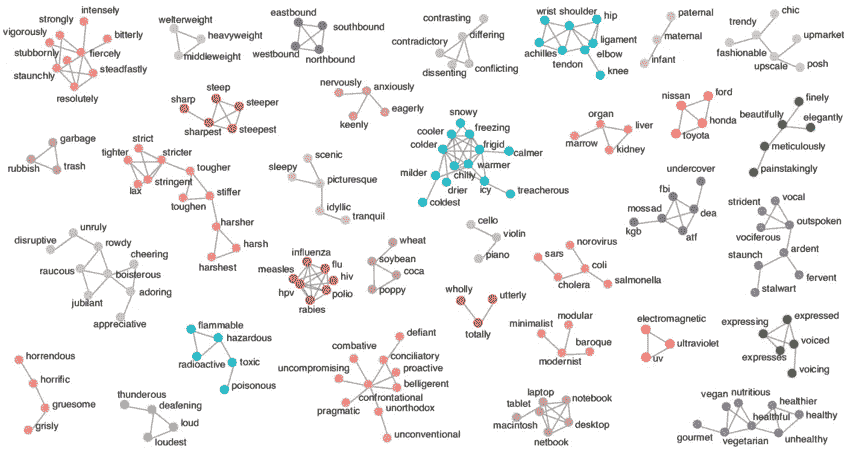 strongly
intensely
vigorously
bitterly
stubbornly
fiercely
staunchly
steadfastly
resolutely
welterweight
heavyweight
middleweight
eastbound
southbound
westbound
northbound
contrasting
differing
contradictory
dissenting
conflicting
wrist
shoulder
hip
ligament
achilles
elbow
tendon
knee
paternal
maternal
infant
chic
trendy
upmarket
fashionable
upscale
posh
steep
sharp
steeper
sharpest
steepest
nervously
anxiously
eagerly
keenly
snowy
cooler
freezing
colder
frigid
calmer
warmer
milder
chilly
drier
icy
treacherous
coldest
organ
liver
marrow
kidney
nissan
ford
honda
toyota
finely
beautifully
elegantly
meticulously
painstakingly
garbage
rubbish
trash
strict
tighter
stricter
tougher
lax
stringent
stiffer
toughen
harsher
harsh
harshest
scenic
sleepy
picturesque
idyllic
tranquil
undercover
fbi
mossad
dea
kgb
atf
vocal
strident
outspoken
vociferous
ardent
staunch
fervent
stalwart
unruly
disruptive
rowdy
cheering
raucous
boisterous
adoring
jubilant
appreciative
influenza
flu
measles
hiv
hpv
polio
rabies
wheat
soybean
coca
poppy
cello
violin
piano
norovirus
sars
coli
cholera
salmonella
wholly
utterly
totally
modular
minimalist
baroque
modernist
electromagnetic
ultraviolet
uv
expressed
expressing
voiced
expresses
voicing
flammable
hazardous
radioactive
toxic
poisonous
horrendous
horrific
gruesome
grisly
thunderous
deafening
loud
loudest
defiant
combative
conciliatory
proactive
uncompromising
belligerent
confrontational
pragmatic
unorthodox
unconventional
laptop
tablet
notebook
macintosh
desktop
netbook
vegan
nutritious
healthier
healthful
healthy
gourmet
vegetarian
unhealthy